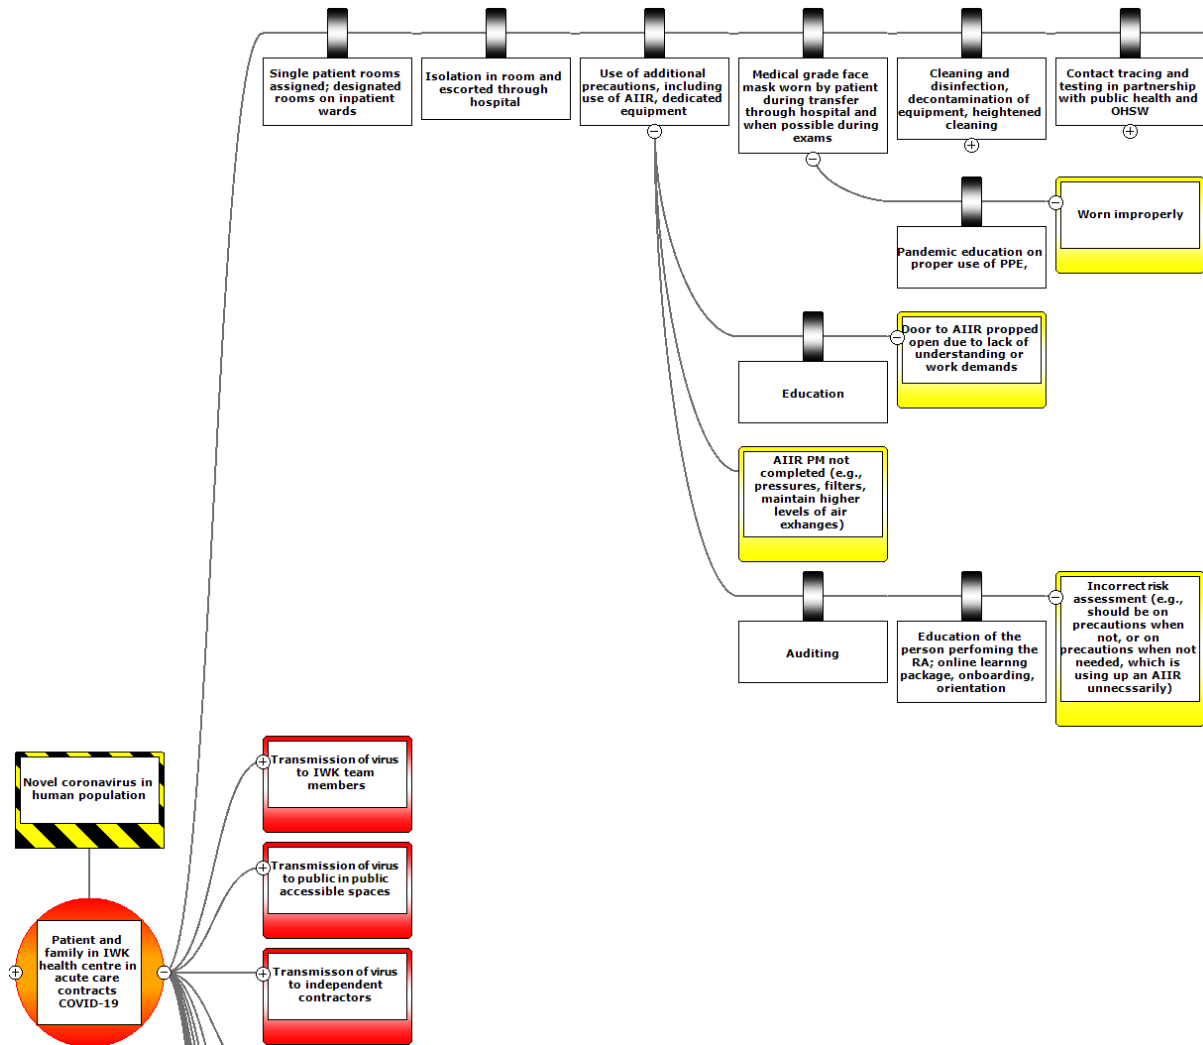 Single patient rooms
assigned; designated
rooms on inpatient
wards
Isolation in room and
escorted through
hospital
Use of additional
precautions, including
use of AIIR, dedicated
equipment
Medical grade face
mask worn by patient
during transfer
through hospital and
when possible during
exams
Cleaning and
disinfection,
decontamination of
equipment, heightened
cleaning
Contact tracing and
testing in partnership
with public health and
OHSW
Pandemic education on
proper use of PPE,
Worn improperly
Education
Door to AIIR propped
open due to lack of
understanding or
work demands
AIIR PM not
completed (e.g.,
pressures, filters,
maintain higher
levels of air
exhanges)
Auditing
Education of the
person perfoming the
RA; online learnng
package, onboarding,
orientation
Incorrect risk
assessment (e.g.,
should be on
precautions when
not, or on
precautions when not
needed, which is
using up an AIIR
unnecssarily)
Novel coronavirus in
human population
Patient and
family in IWK
health centre in
acute care
contracts
COVID-19
Transmission of virus
to IWK team
members
Transmission of virus
to public in public
accessible spaces
Transmisson of virus
to independent
contractors